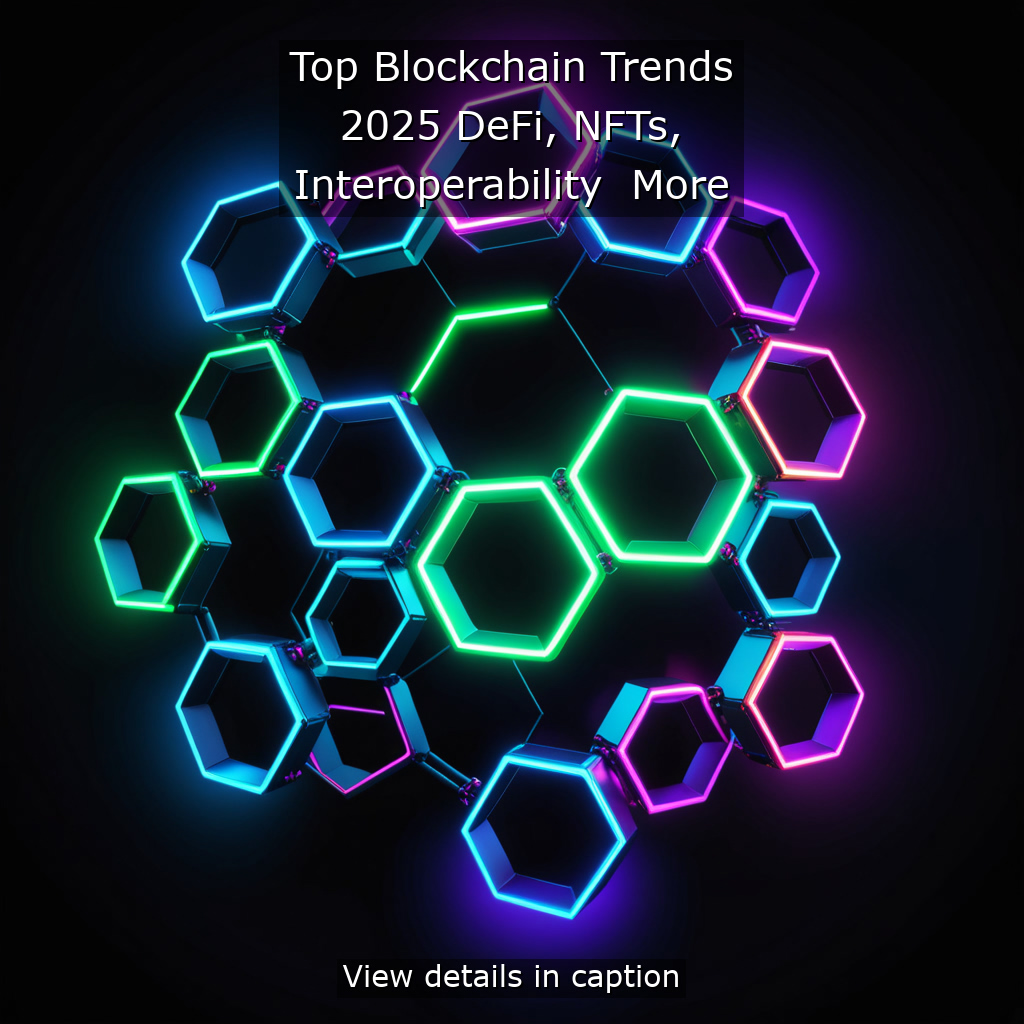 Top Blockchain Trends
2025 DeFi, NFTs,
Interoperability  More
View details in caption